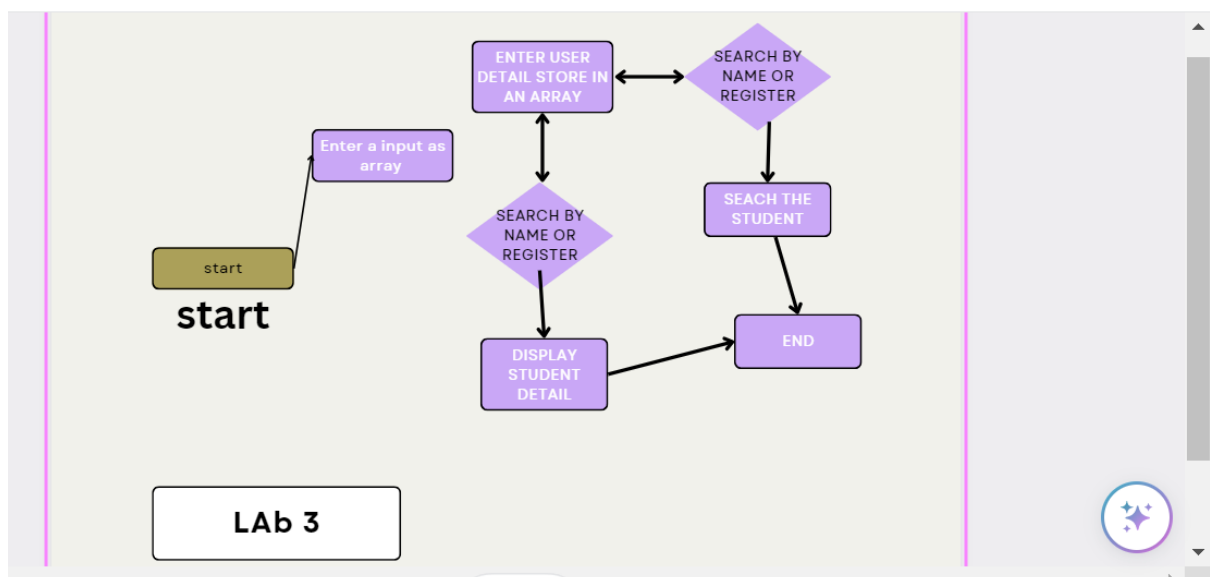 ENTER USER
DETAIL STORE IN
AN ARRAY
SEARCH BY
NAME OR
REGISTER
Enter a input as
array
SEACH THE
STUDENT
SEARCH BY
NAME OR
REGISTER
start
start
END
DISPLAY
STUDENT
DETAIL
LAb 3